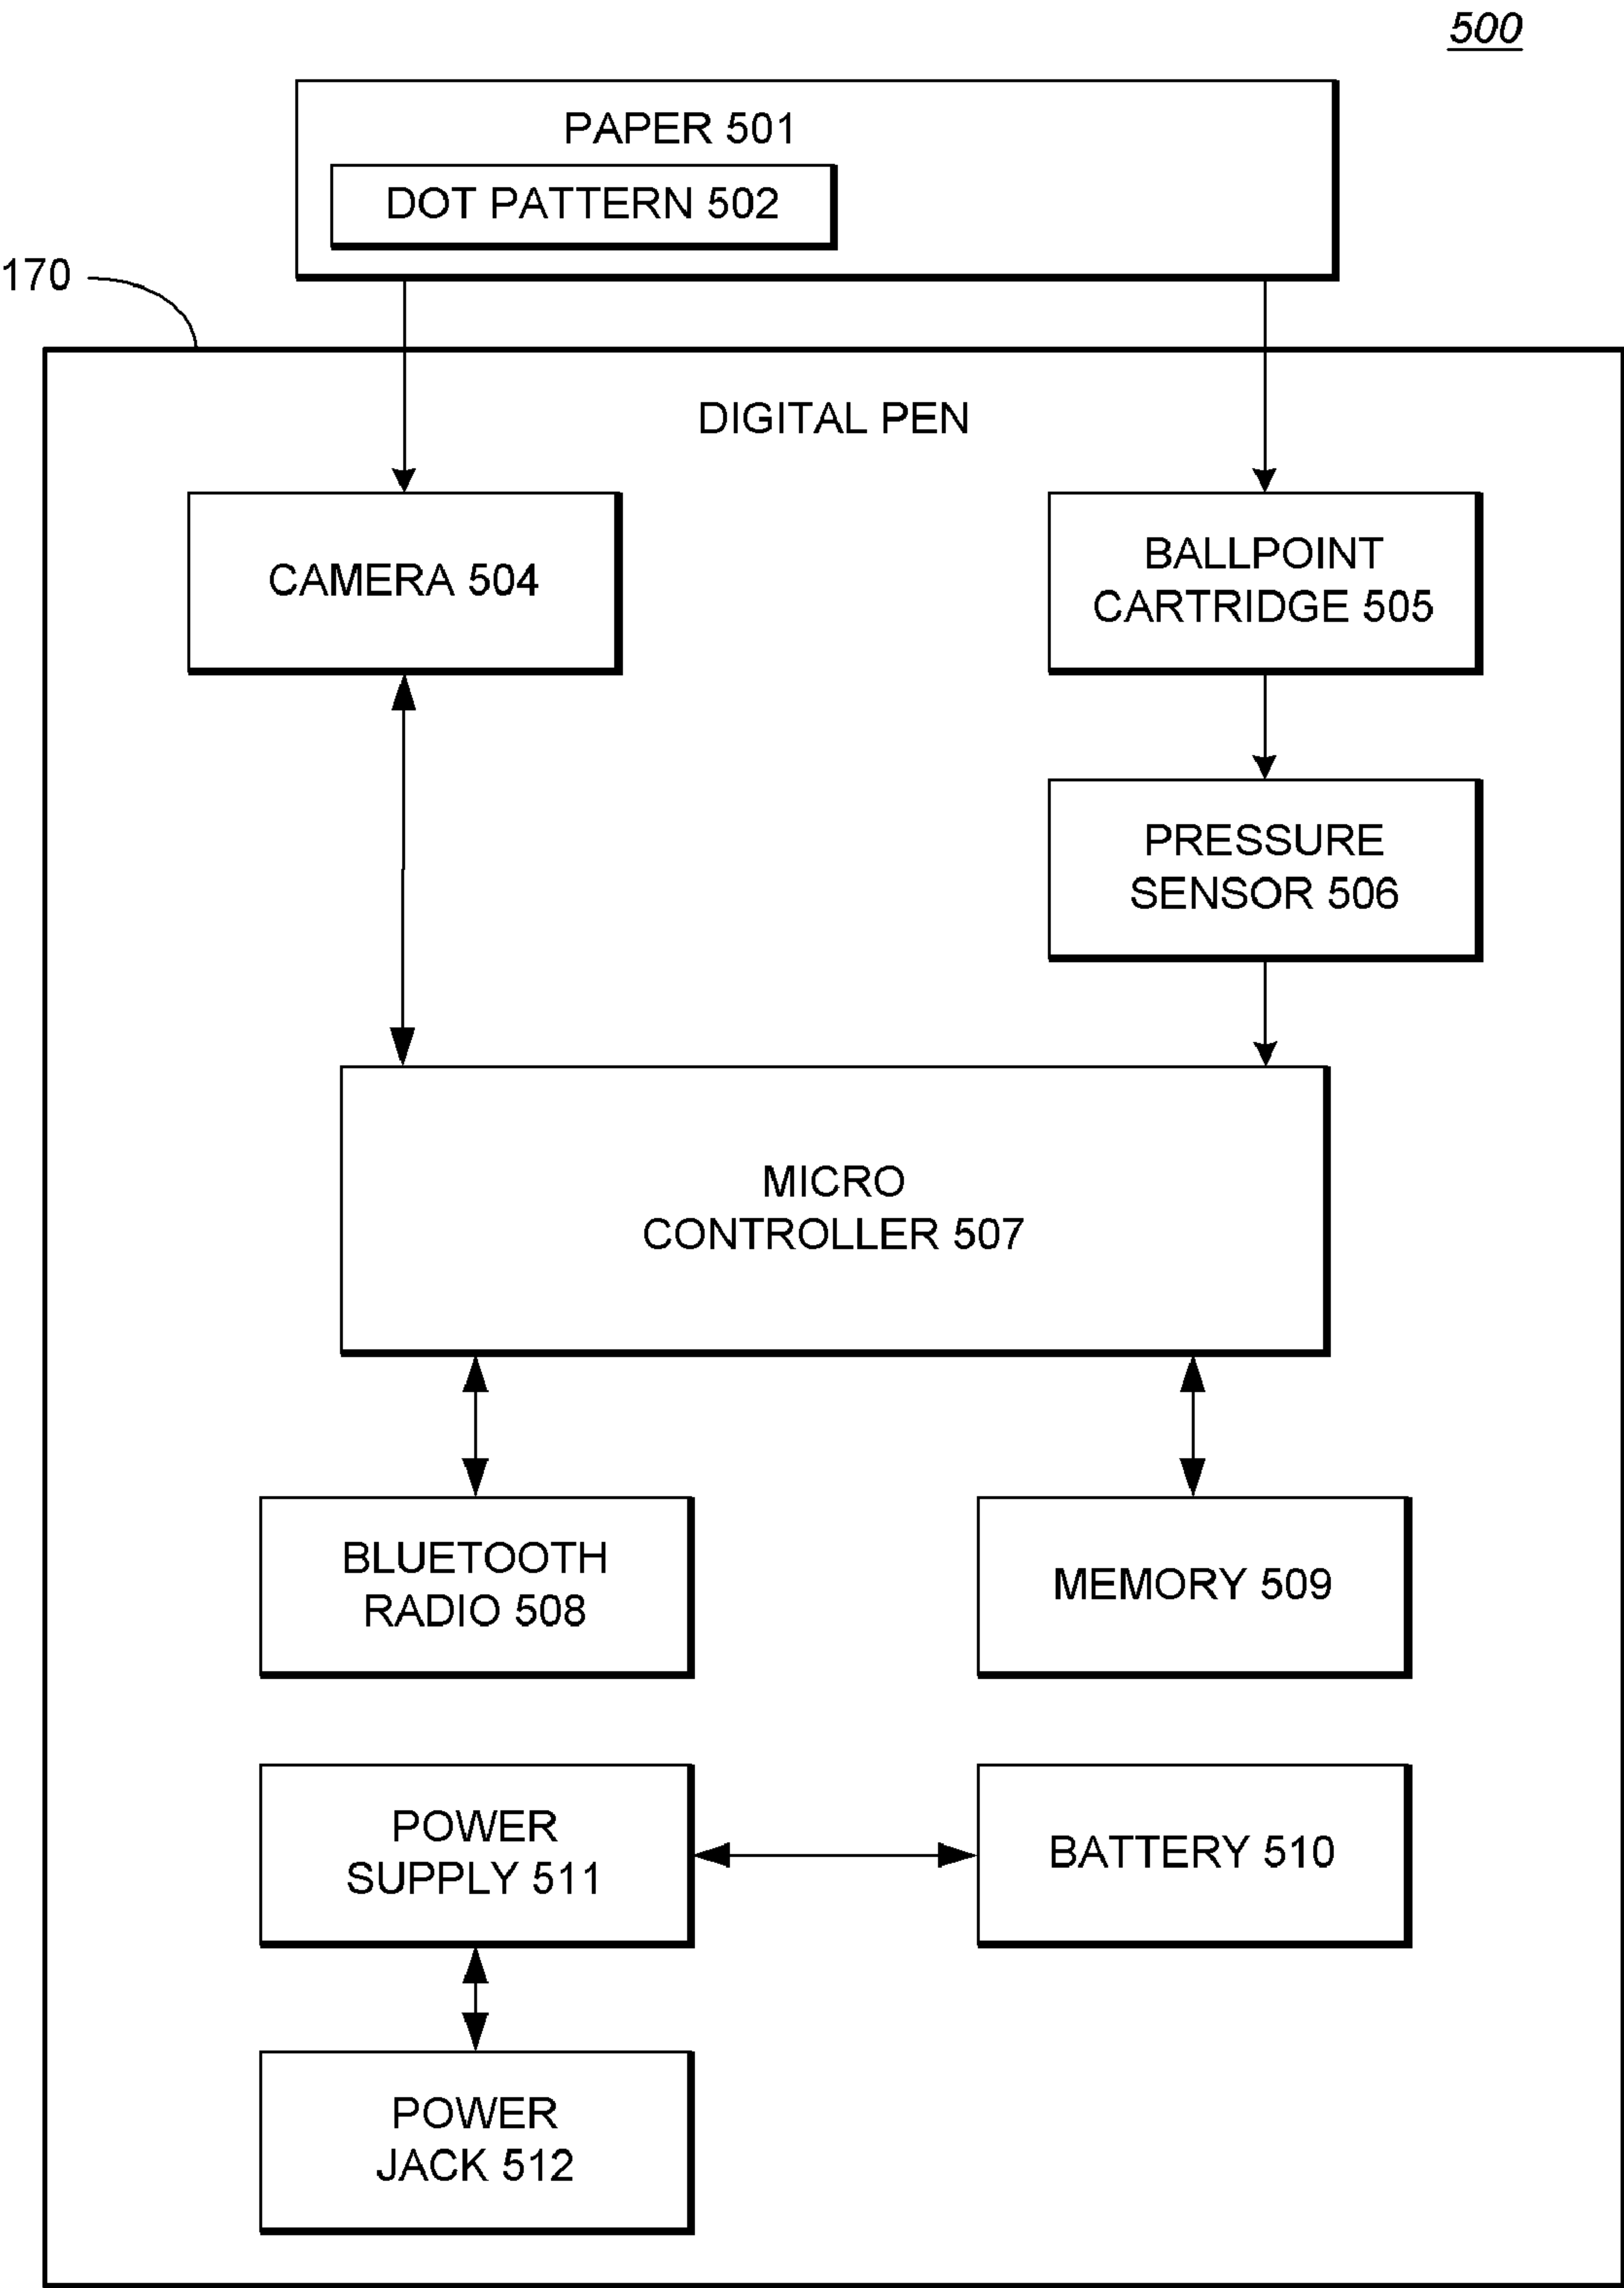 500
PAPER 501
DOT PATTERN 502
170
DIGITAL PEN
CAMERA 504
BALLPOINT
CARTRIDGE 505
PRESSURE
SENSOR 506
MICRO
CONTROLLER 507
BLUETOOTH
RADIO 508
MEMORY 509
POWER
SUPPLY 511
BATTERY 510
POWER
JACK 512